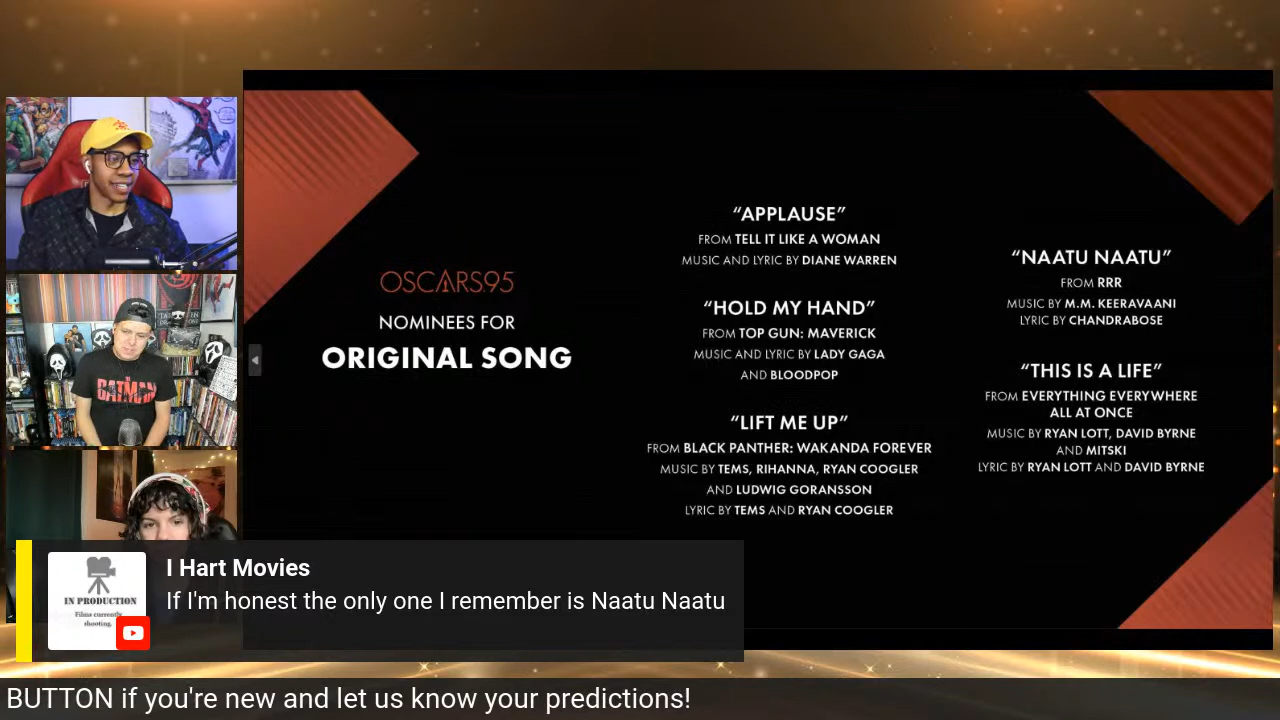 OSCARS95
NOMINEES FOR
ORIGINAL SONG
“APPLAUSE”
FROM TELL IT LIKE A WOMAN
MUSIC AND LYRIC BY DIANE WARREN
“HOLD MY HAND”
FROM TOP GUN: MAVERICK
MUSIC AND LYRIC BY LADY GAGA
AND BLOODPOP
“LIFT ME UP”
FROM BLACK PANTHER: WAKANDA FOREVER
MUSIC BY TEMS, RIHANNA, RYAN COOGLER
AND LUDWIG GORANSSON
LYRIC BY TEMS AND RYAN COOGLER
“NAATU NAATU”
FROM RRR
MUSIC BY M.M. KEERAVAANI
LYRIC BY CHANDRABOSE
“THIS IS A LIFE”
FROM EVERYTHING EVERYWHERE
ALL AT ONCE
MUSIC BY RYAN LOTT, DAVID BYRNE
AND MITSKI
LYRIC BY RYAN LOTT AND DAVID BYRNE
BATMAN
IN PRODUCTION
Films currently
shooting.
I Hart Movies
If I'm honest the only one I remember is Naatu Naatu
BUTTON if you're new and let us know your predictions!